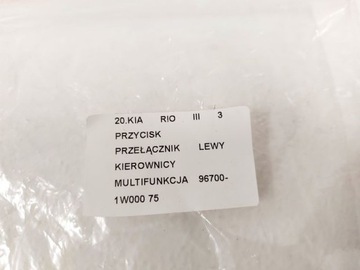 20.KIA RIO III 3
PRZYCISK
PRZEŁĄCZNIK LEWY
KIEROWNICY
MULTIFUNKCJA 96700-
1W000 75